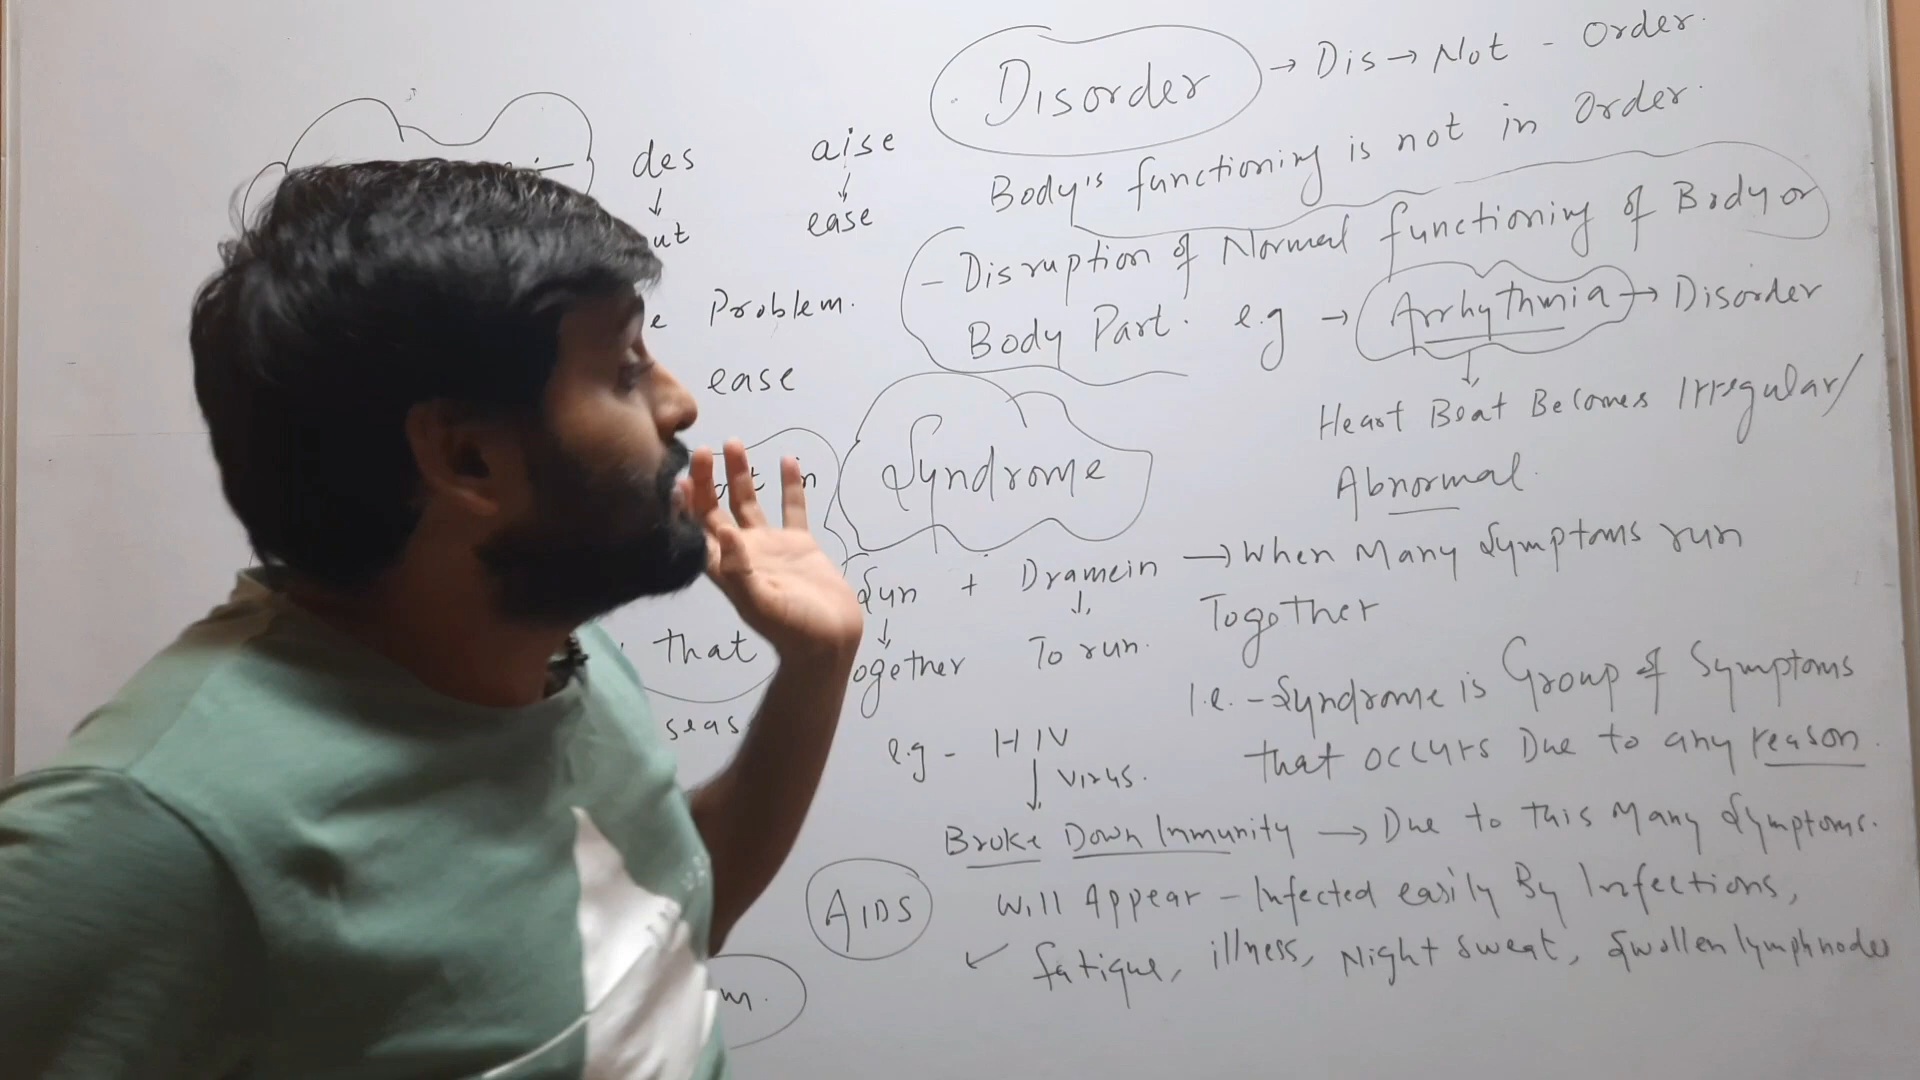 Disorder → Dis → Not - Order.
Body's functioning is not in Order.
- Disruption of Normal functioning of Body or
Body Part. e.g → Arrhythmia → Disorder
Heart Beat Becomes Irregular/
Abnormal.
des aise
ease
Problem.
ease
in
that
Syndrome
Syn + Dramein → When Many Symptoms run
Together
ogether To run.
I.e. - Syndrome is Group of Symptoms
that occurs Due to any reason.
e.g - HIV
Virus.
Broke Down Immunity → Due to this Many Symptoms.
AIDS
Will Appear - Infected easily By Infections,
fatique, illness, Night sweat, Swollen lymphnodes